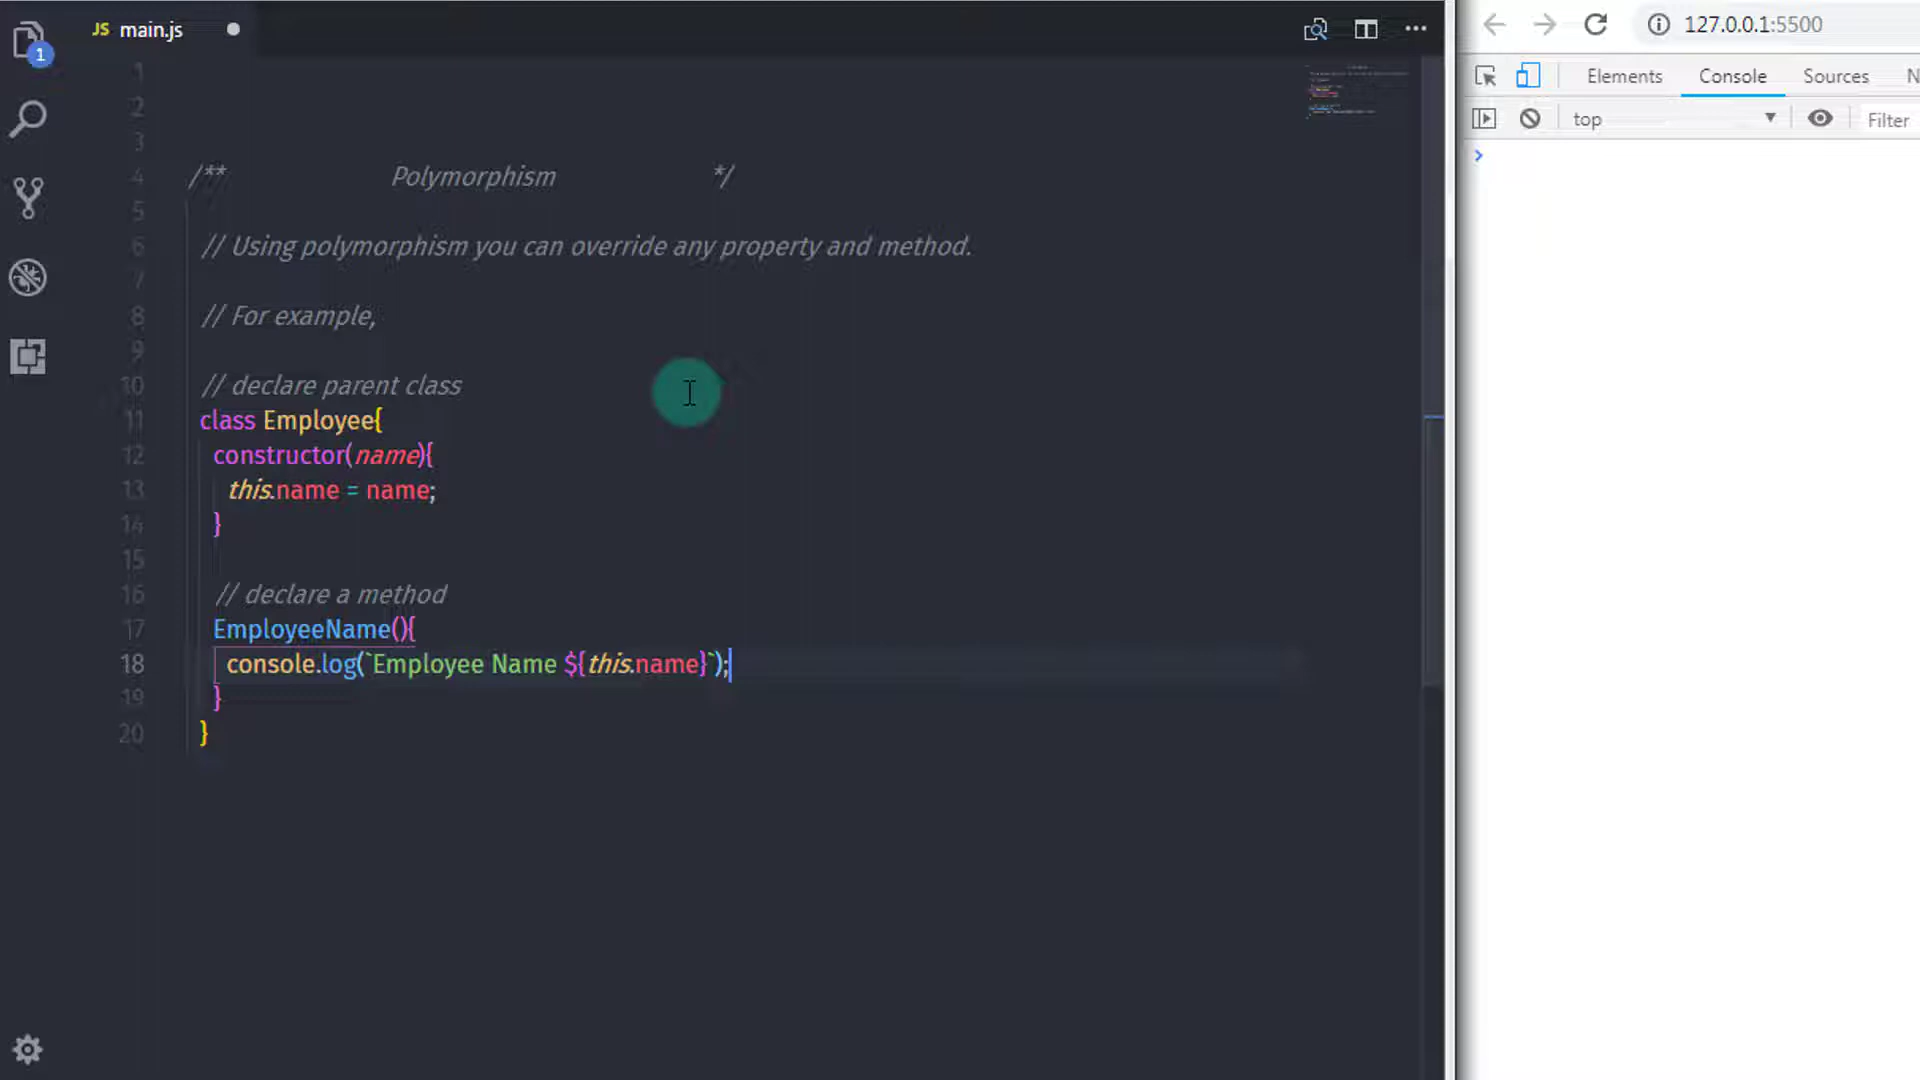 JS main.js
1
1
2
3
4 /** Polymorphism */
5
6 // Using polymorphism you can override any property and method.
7
8 // For example,
9
10 // declare parent class
11 class Employee{
12 constructor(name){
13 this.name = name;
14 }
15
16 // declare a method
17 EmployeeName(){
18 console.log(`Employee Name ${this.name}`);
19 }
20 }
127.0.0.1:5500
Elements Console Sources N
top Filter